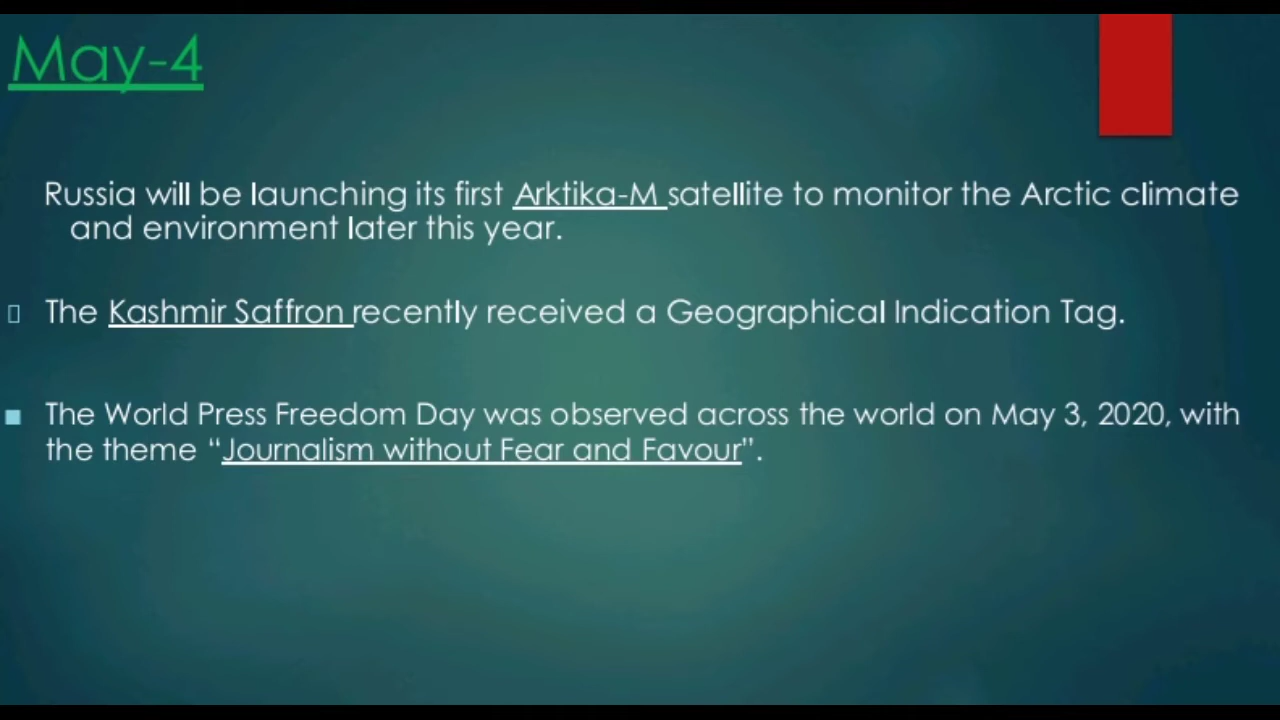 May-4
Russia will be launching its first Arktika-M satellite to monitor the Arctic climate
and environment later this year.
The Kashmir Saffron recently received a Geographical Indication Tag.
The World Press Freedom Day was observed across the world on May 3, 2020, with
the theme “Journalism without Fear and Favour”.